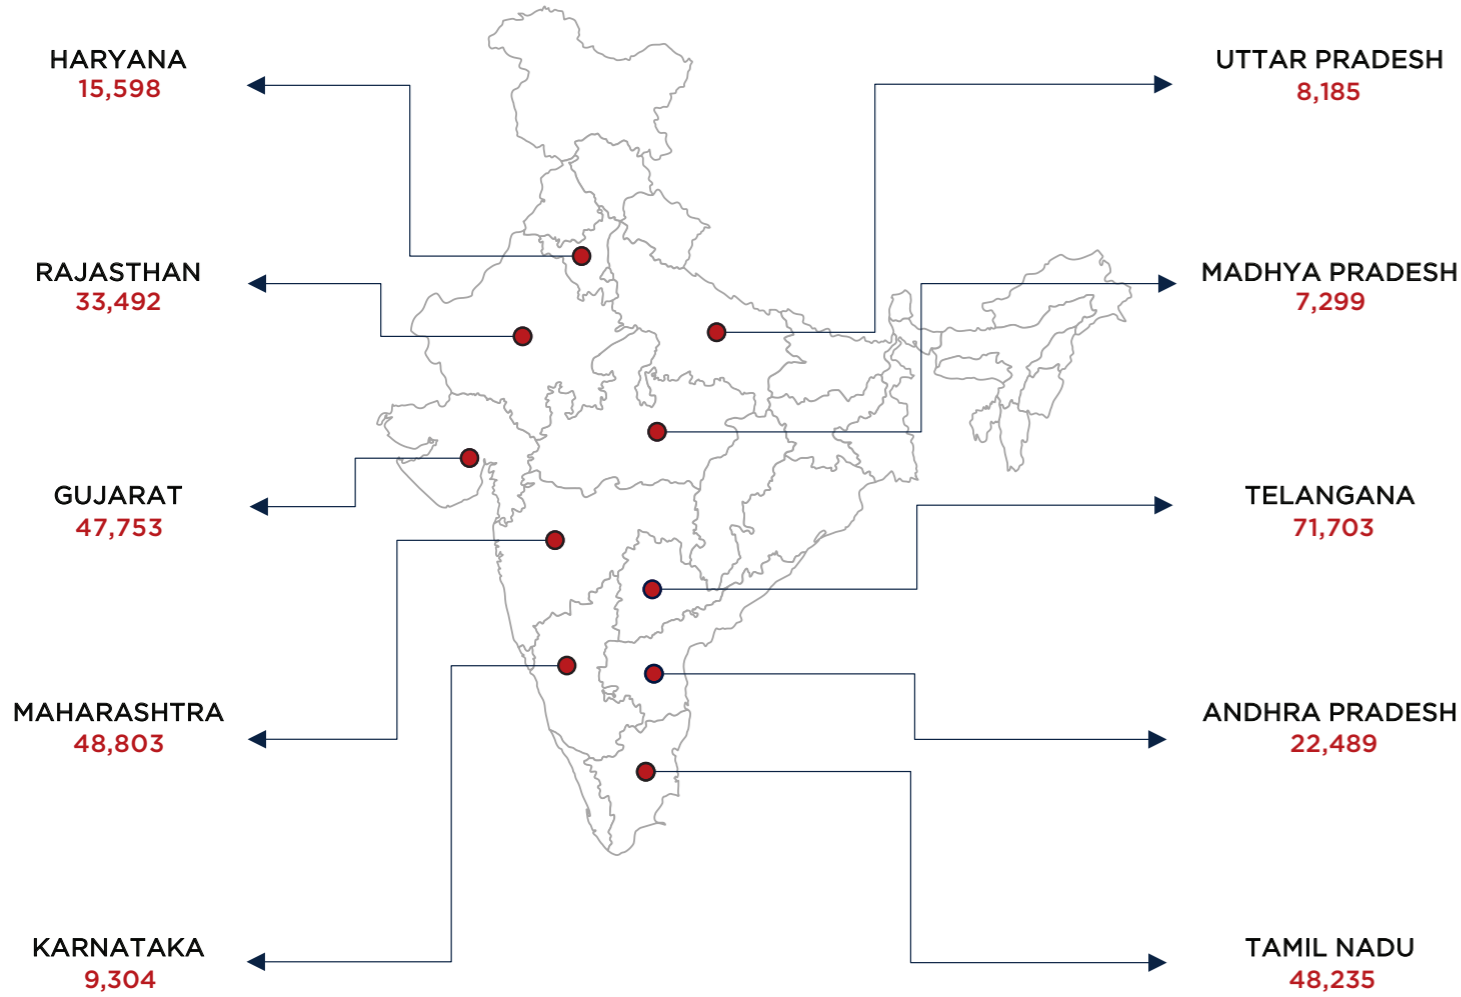 HARYANA
15,598
RAJASTHAN
33,492
GUJARAT
47,753
MAHARASHTRA
48,803
KARNATAKA
9,304
UTTAR PRADESH
8,185
MADHYA PRADESH
7,299
TELANGANA
71,703
ANDHRA PRADESH
22,489
TAMIL NADU
48,235